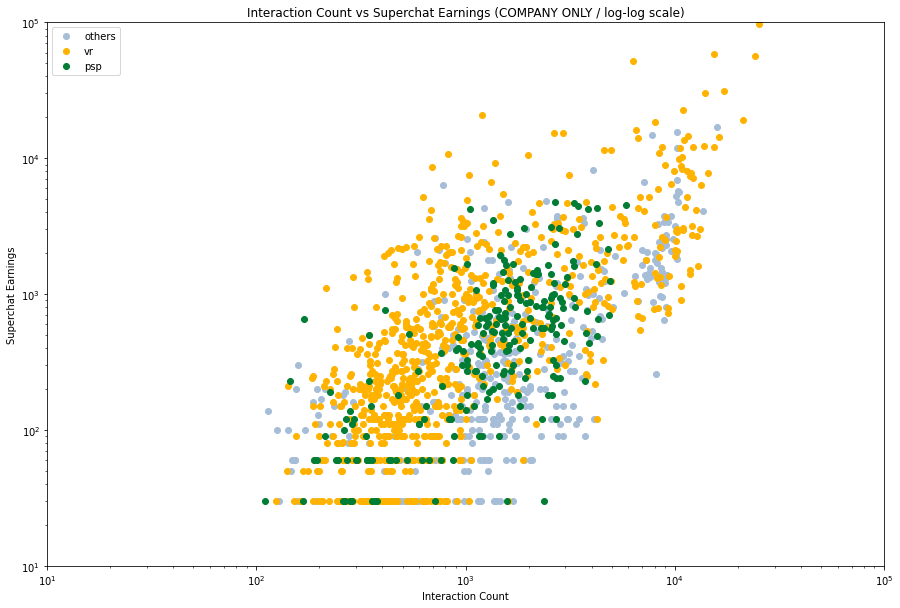 Interaction Count vs Superchat Earnings (COMPANY ONLY / log-log scale)
others
vr
psp
Superchat Earnings
10^5
10^4
10^3
10^2
10^1
10^1 10^2 10^3 10^4 10^5
Interaction Count